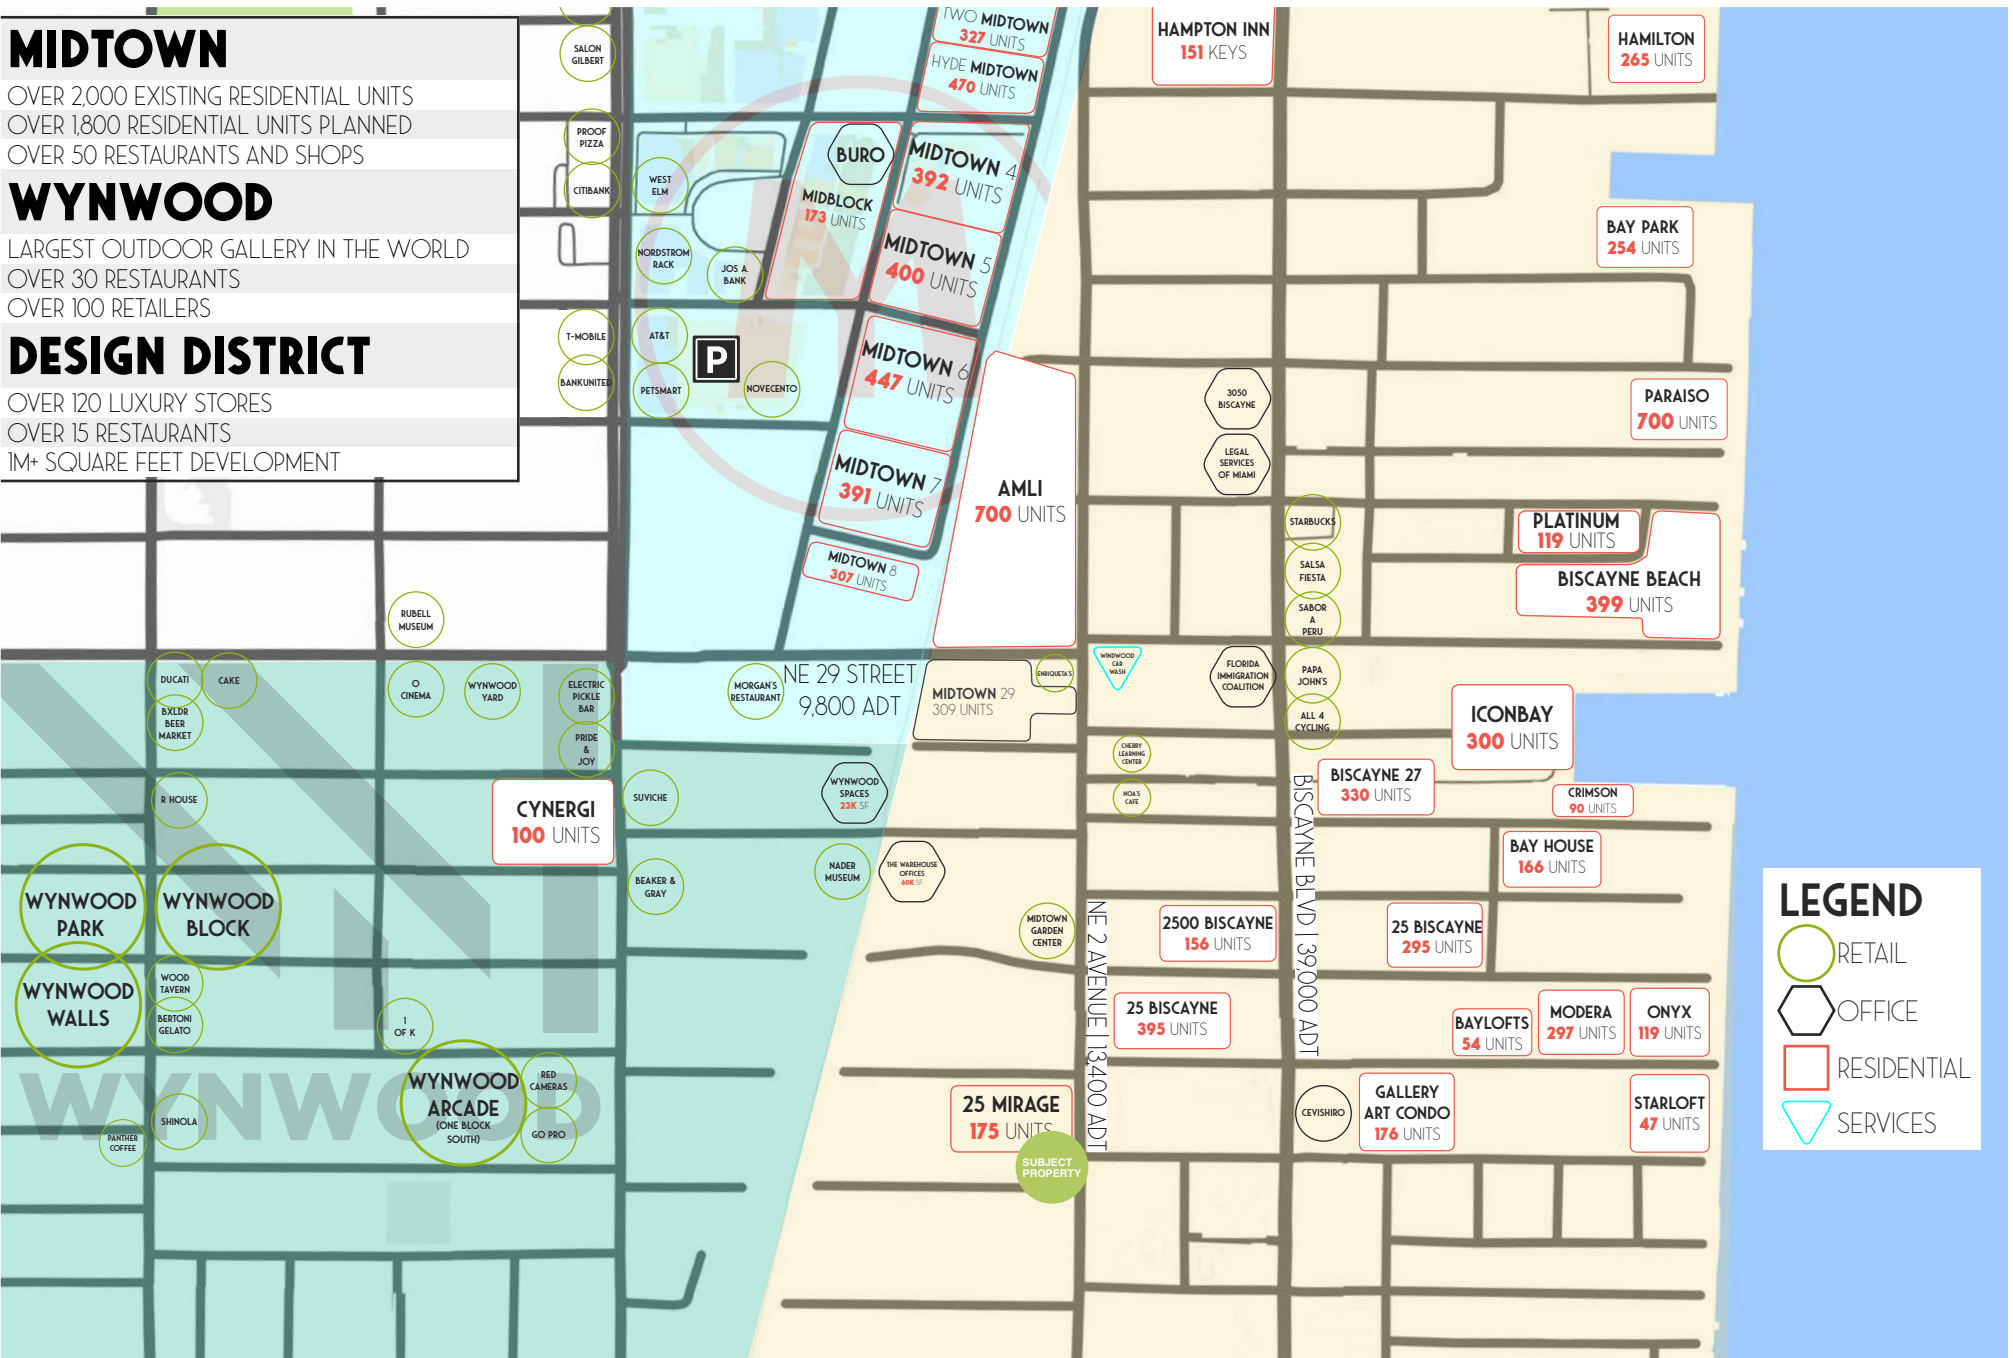 MIDTOWN
OVER 2,000 EXISTING RESIDENTIAL UNITS
OVER 1,800 RESIDENTIAL UNITS PLANNED
OVER 50 RESTAURANTS AND SHOPS
WYNWOOD
LARGEST OUTDOOR GALLERY IN THE WORLD
OVER 30 RESTAURANTS
OVER 100 RETAILERS
DESIGN DISTRICT
OVER 120 LUXURY STORES
OVER 15 RESTAURANTS
1M+ SQUARE FEET DEVELOPMENT
SALON
GILBERT
PROOF
PIZZA
CITIBANK
T-MOBILE
BANKUNITED
WEST
ELM
NORDSTROM
RACK
JOS A.
BANK
AT&T
P
PETSMART
NOVECENTO
TWO MIDTOWN
327 UNITS
HYDE MIDTOWN
470 UNITS
BURO
MIDBLOCK
173 UNITS
MIDTOWN 4
392 UNITS
MIDTOWN 5
400 UNITS
MIDTOWN 6
447 UNITS
MIDTOWN 7
391 UNITS
MIDTOWN 8
307 UNITS
AMLI
700 UNITS
HAMPTON INN
151 KEYS
HAMILTON
265 UNITS
BAY PARK
254 UNITS
PARAISO
700 UNITS
3050
BISCAYNE
LEGAL
SERVICES
OF MIAMI
STARBUCKS
SALSA
FIESTA
SABOR
A
PERU
PLATINUM
119 UNITS
BISCAYNE BEACH
399 UNITS
RUBELL
MUSEUM
DUCATI
CAKE
BXLDR
BEER
MARKET
O
CINEMA
WYNWOOD
YARD
ELECTRIC
PICKLE
BAR
PRIDE
&
JOY
MORGAN'S
RESTAURANT
NE 29 STREET
9,800 ADT
MIDTOWN 29
309 UNITS
ENRIQUETA'S
WINDWOOD
CAR
WASH
FLORIDA
IMMIGRATION
COALITION
PAPA
JOHN'S
ALL 4
CYCLING
ICONBAY
300 UNITS
CHERRY
LEARNING
CENTER
NOA'S
CAFE
BISCAYNE 27
330 UNITS
CRIMSON
90 UNITS
R HOUSE
CYNERGI
100 UNITS
SUVICHE
WYNWOOD
SPACES
23K SF
BAY HOUSE
166 UNITS
BEAKER &
GRAY
NADER
MUSEUM
THE WAREHOUSE
OFFICES
60K SF
WYNWOOD
PARK
WYNWOOD
BLOCK
MIDTOWN
GARDEN
CENTER
2500 BISCAYNE
156 UNITS
25 BISCAYNE
295 UNITS
WYNWOOD
WALLS
WOOD
TAVERN
BERTONI
GELATO
1
OF K
25 BISCAYNE
395 UNITS
BAYLOFTS
54 UNITS
MODERA
297 UNITS
ONYX
119 UNITS
NE 2 AVENUE | 13,400 ADT
BISCAYNE BLVD | 39,000 ADT
WYNWOOD
WYNWOOD
ARCADE
(ONE BLOCK
SOUTH)
RED
CAMERAS
GO PRO
SHINOLA
PANTHER
COFFEE
25 MIRAGE
175 UNITS
SUBJECT
PROPERTY
CEVISHIRO
GALLERY
ART CONDO
176 UNITS
STARLOFT
47 UNITS
LEGEND
RETAIL
OFFICE
RESIDENTIAL
SERVICES